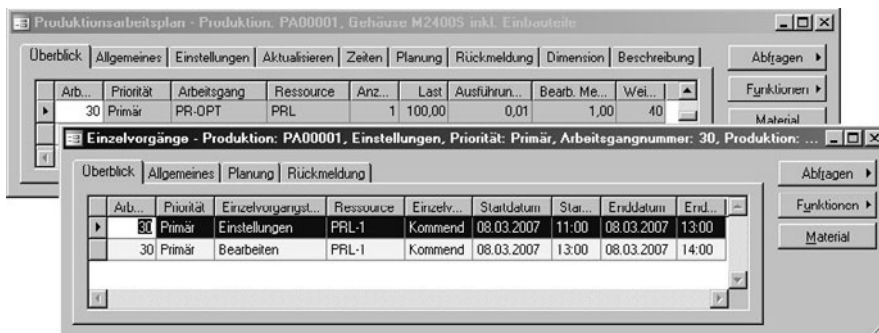 Produktionsarbeitsplan - Produktion. PA00001, Gehäuse M2400S inkl. Einbauteile
Überblick Allgemeines Einstellungen Aktualisieren Zeiten Planung Rückmeldung Dimension Beschreibung
Abfragen
Arb... Priorität Arbeitsgang Ressource Anz... Last Ausführun... Bearb. Me... Wei...
Funktionen
30 Primär PR-OPT PRL 1 100,00 0,01 1,00 40
Material
Einzelvorgänge - Produktion: PA00001, Einstellungen, Priorität: Primär, Arbeitsgangnummer: 30, Produktion: ...
Überblick Allgemeines Planung Rückmeldung
Abfragen
Arb... Priorität Einzelvorgangst... Ressource Einzelv... Startdatum Star... Enddatum End...
Funktionen
30 Primär Einstellungen PRL-1 Kommend 08.03.2007 11:00 08.03.2007 13:00
Material
30 Primär Bearbeiten PRL-1 Kommend 08.03.2007 13:00 08.03.2007 14:00